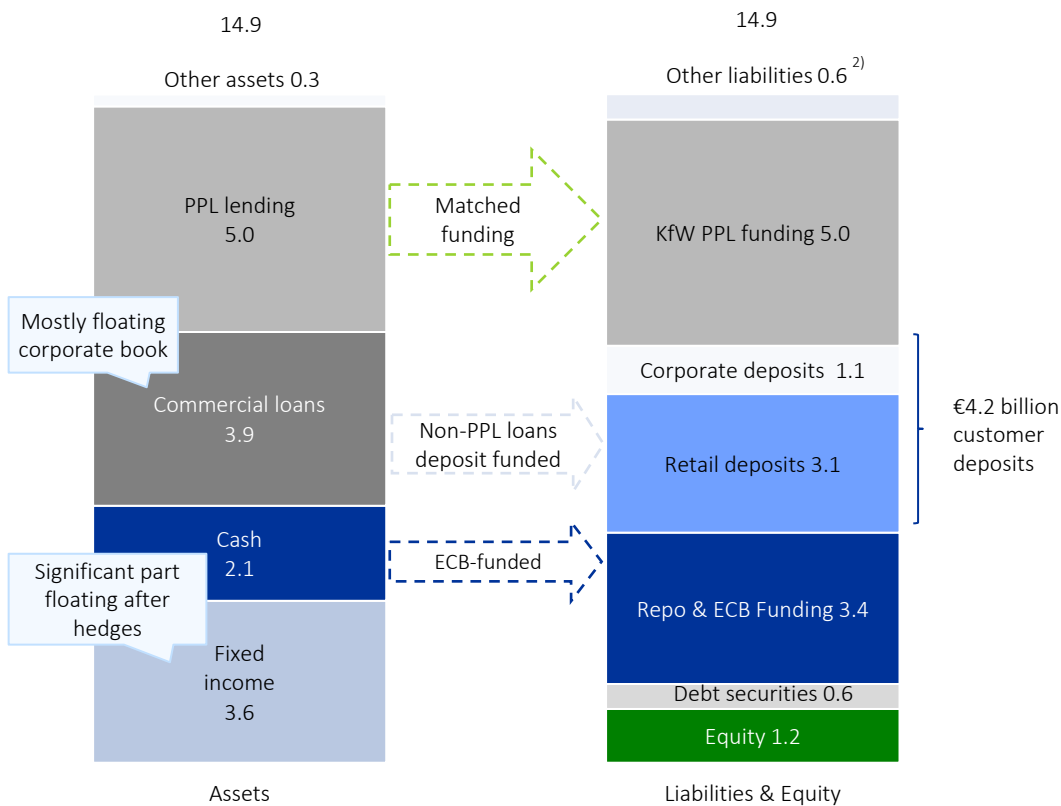 14.9
Other assets 0.3
PPL lending
5.0
Mostly floating
corporate book
Commercial loans
3.9
Cash
2.1
Significant part
floating after
hedges
Fixed
income
3.6
Assets
Matched
funding
Non-PPL loans
deposit funded
ECB-funded
14.9
Other liabilities 0.6 2)
KfW PPL funding 5.0
Corporate deposits 1.1
Retail deposits 3.1
€4.2 billion
customer
deposits
Repo & ECB Funding 3.4
Debt securities 0.6
Equity 1.2
Liabilities & Equity